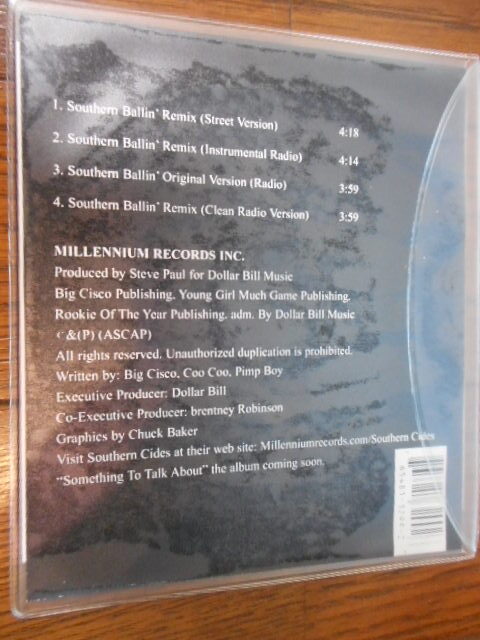 1. Southern Ballin' Remix (Street Version) 4:18
2. Southern Ballin' Remix (Instrumental Radio) 4:14
3. Southern Ballin' Original Version (Radio) 3:59
4. Southern Ballin' Remix (Clean Radio Version) 3:59
MILLENNIUM RECORDS INC.
Produced by Steve Paul for Dollar Bill Music
Big Cisco Publishing. Young Girl Much Game Publishing.
Rookie Of The Year Publishing. adm. By Dollar Bill Music
&(P) (ASCAP)
All rights reserved. Unauthorized duplication is prohibited.
Written by: Big Cisco, Coo Coo, Pimp Boy
Executive Producer: Dollar Bill
Co-Executive Producer: brentney Robinson
Graphics by Chuck Baker
Visit Southern Cides at their web site: Millenniumrecords.com/Southern Cides
"Something To Talk About" the album coming soon.